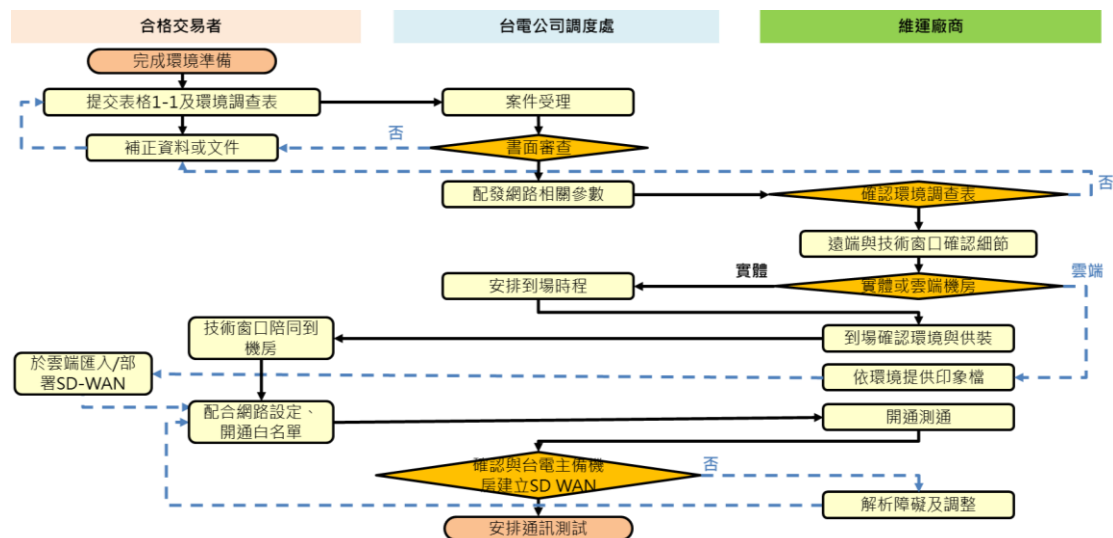 合格交易者
台電公司調度處
維運廠商
完成環境準備
提交表格1-1及環境調查表
案件受理
補正資料或文件
否
書面審查
配發網路相關參數
確認環境調查表
否
遠端與技術窗口確認細節
實體
雲端
安排到場時程
實體或雲端機房
技術窗口陪同到
機房
到場確認環境與供裝
於雲端匯入/部
署SD-WAN
依環境提供印象檔
配合網路設定、
開通白名單
開通測通
確認與台電主備機
房建立SD WAN
否
解析障礙及調整
安排通訊測試